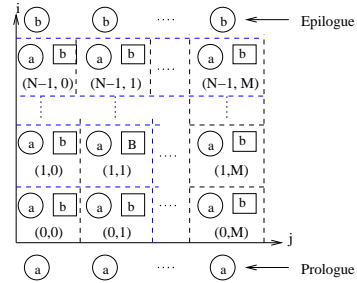 i
b b .... b Epilogue
a b a b .... a b
(N−1, 0) (N−1, 1) (N−1, M)
a b a B .... a b
(1,0) (1,1) (1,M)
a b a b .... a b
(0,0) (0,1) (0,M)
j
a a .... a Prologue